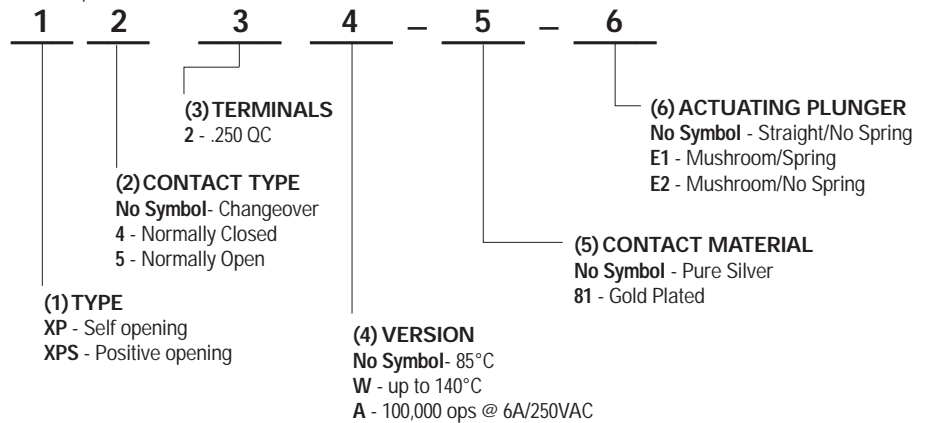 1 2 3 4 – 5 – 6
(3) TERMINALS
2 - .250 QC
(2) CONTACT TYPE
No Symbol- Changeover
4 - Normally Closed
5 - Normally Open
(1) TYPE
XP - Self opening
XPS - Positive opening
(4) VERSION
No Symbol- 85°C
W - up to 140°C
A - 100,000 ops @ 6A/250VAC
(6) ACTUATING PLUNGER
No Symbol - Straight/No Spring
E1 - Mushroom/Spring
E2 - Mushroom/No Spring
(5) CONTACT MATERIAL
No Symbol - Pure Silver
81 - Gold Plated